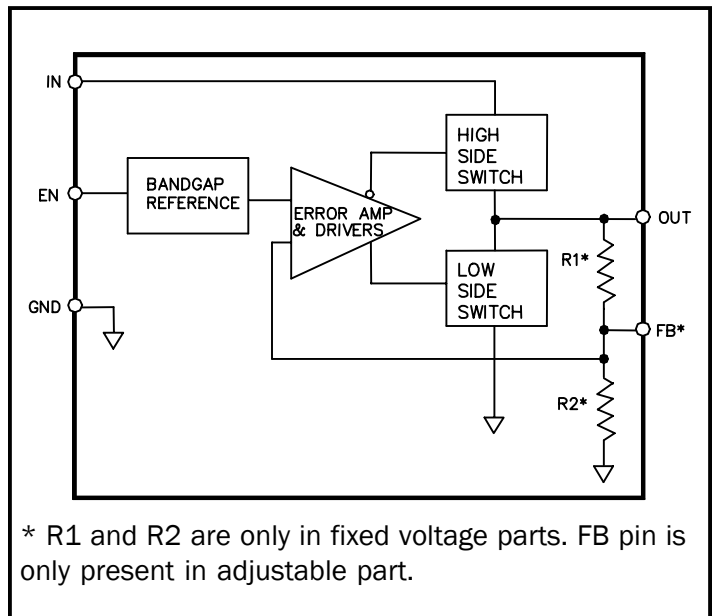 IN
HIGH
SIDE
SWITCH
EN
BANDGAP
REFERENCE
ERROR AMP
& DRIVERS
OUT
R1*
LOW
SIDE
SWITCH
GND
FB*
R2*
* R1 and R2 are only in fixed voltage parts. FB pin is
only present in adjustable part.